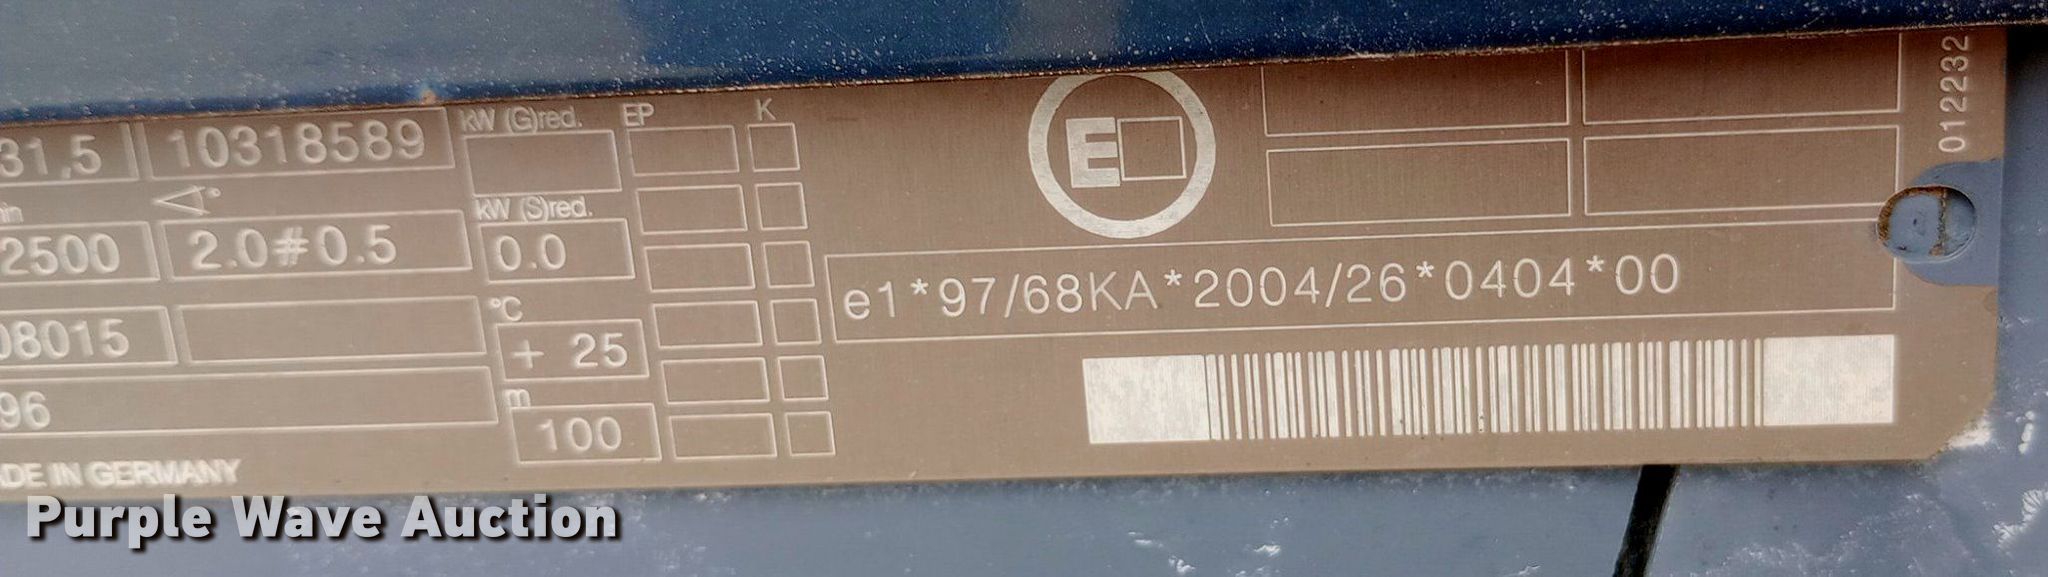 31,5 10318589 kW (G)red. EP K
012232
E
2500 2.0#0.5 kW (S)red. 0.0
e1*97/68KA*2004/26*0404*00
08015 °C + 25
96 m 100
MADE IN GERMANY
Purple Wave Auction